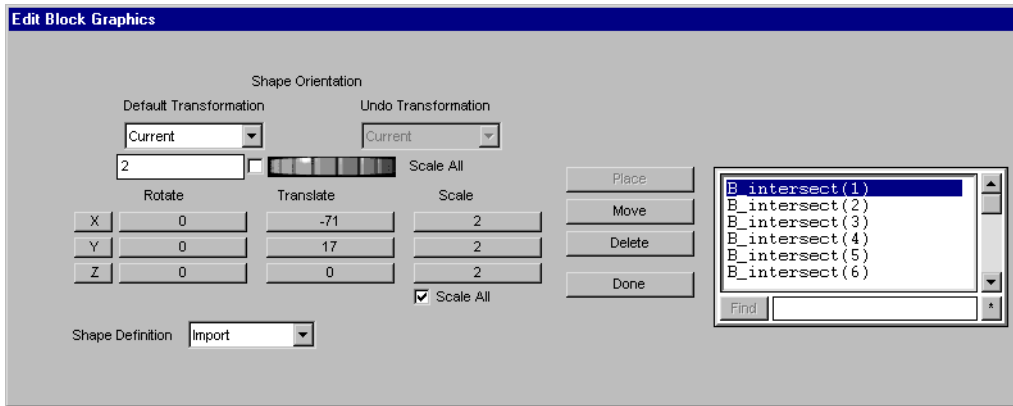 Edit Block Graphics
Shape Orientation
Default Transformation Undo Transformation
Current Current
2 Scale All
Rotate Translate Scale
X 0 -71 2
Y 0 17 2
Z 0 0 2
Scale All
Shape Definition Import
Place
Move
Delete
Done
B_intersect(1)
B_intersect(2)
B_intersect(3)
B_intersect(4)
B_intersect(5)
B_intersect(6)
Find *